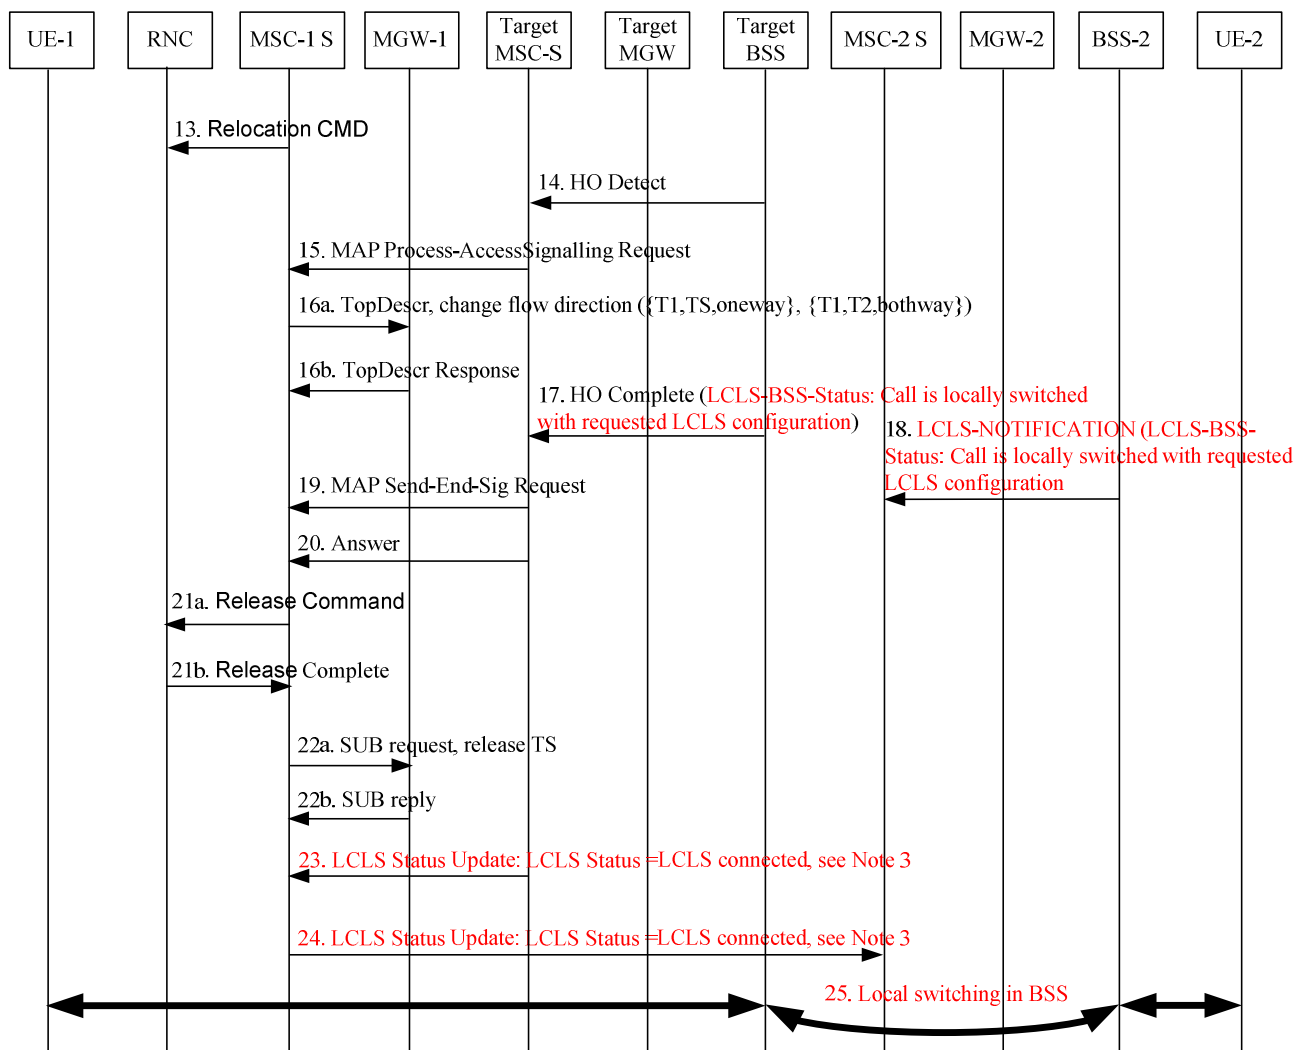 UE-1
RNC
MSC-1 S
MGW-1
Target
MSC-S
Target
MGW
Target
BSS
MSC-2 S
MGW-2
BSS-2
UE-2
13. Relocation CMD
14. HO Detect
15. MAP Process-AccessSignalling Request
16a. TopDescr, change flow direction ({T1,TS,oneway}, {T1,T2,bothway})
16b. TopDescr Response
17. HO Complete (LCLS-BSS-Status: Call is locally switched
with requested LCLS configuration)
18. LCLS-NOTIFICATION (LCLS-BSS-
Status: Call is locally switched with requested
LCLS configuration
19. MAP Send-End-Sig Request
20. Answer
21a. Release Command
21b. Release Complete
22a. SUB request, release TS
22b. SUB reply
23. LCLS Status Update: LCLS Status =LCLS connected, see Note 3
24. LCLS Status Update: LCLS Status =LCLS connected, see Note 3
25. Local switching in BSS